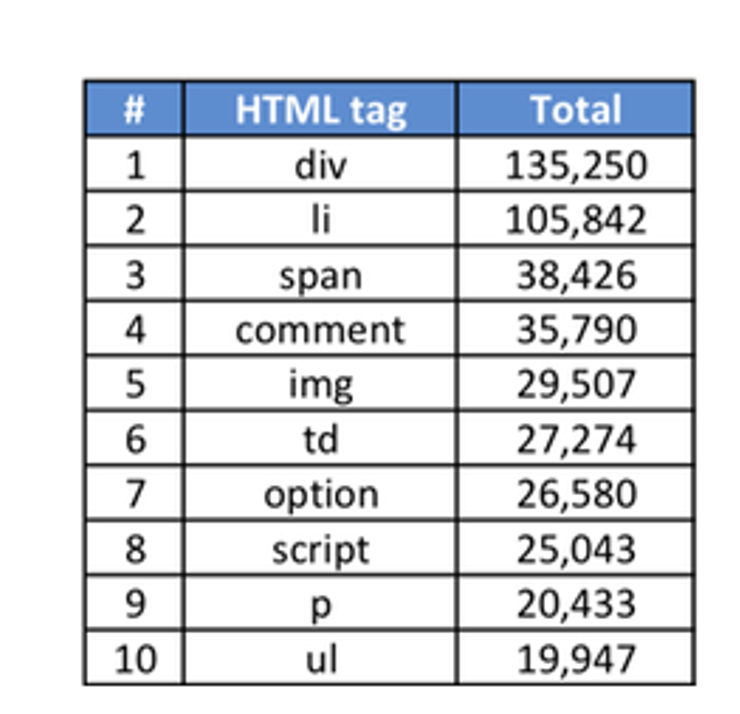 # HTML tag Total
1 div 135,250
2 li 105,842
3 span 38,426
4 comment 35,790
5 img 29,507
6 td 27,274
7 option 26,580
8 script 25,043
9 p 20,433
10 ul 19,947